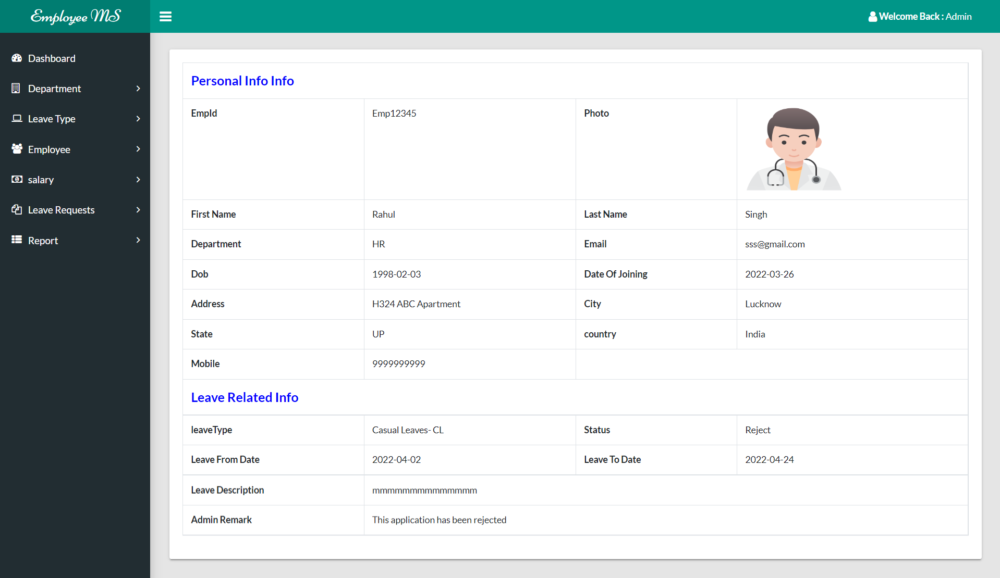 Employee MS
Welcome Back : Admin
Dashboard
Department
Leave Type
Employee
salary
Leave Requests
Report
Personal Info Info
EmpId Emp12345 Photo
First Name Rahul Last Name Singh
Department HR Email sss@gmail.com
Dob 1998-02-03 Date Of Joining 2022-03-26
Address H324 ABC Apartment City Lucknow
State UP country India
Mobile 9999999999
Leave Related Info
leaveType Casual Leaves- CL Status Reject
Leave From Date 2022-04-02 Leave To Date 2022-04-24
Leave Description mmmmmmmmmmmmmm
Admin Remark This application has been rejected